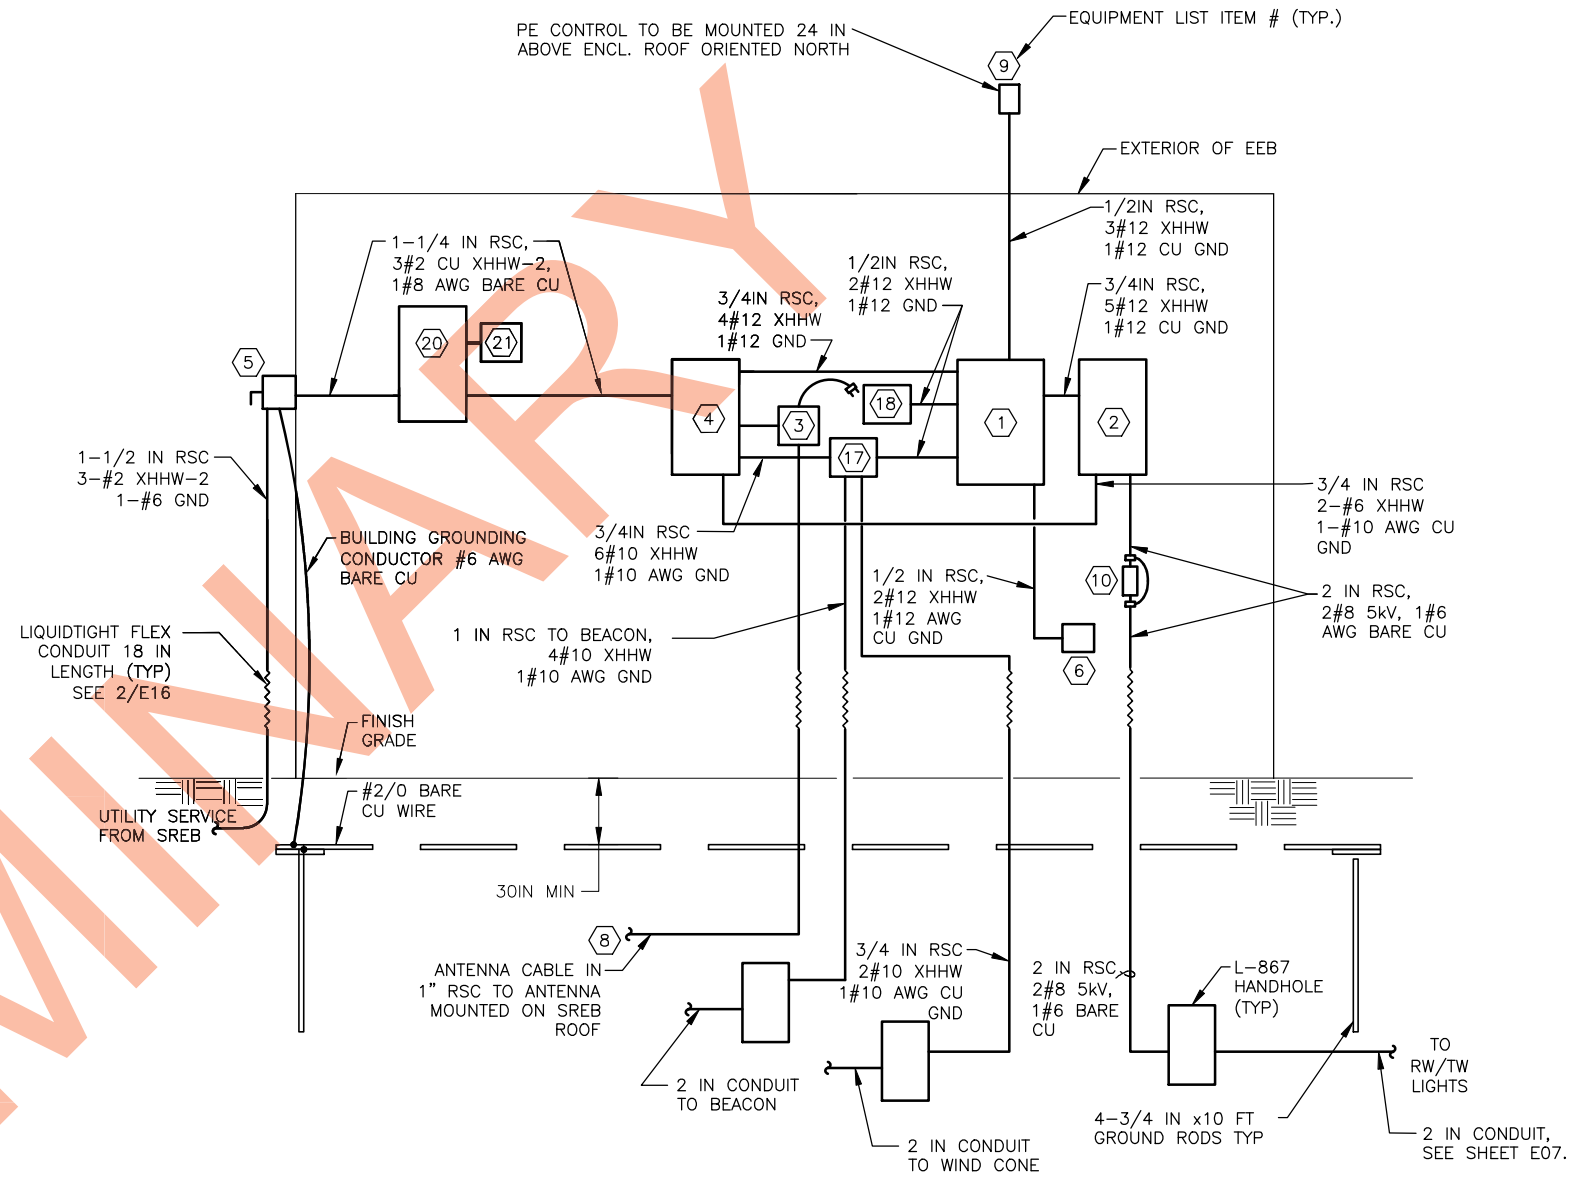 PE CONTROL TO BE MOUNTED 24 IN
ABOVE ENCL. ROOF ORIENTED NORTH
EQUIPMENT LIST ITEM # (TYP.)
9
EXTERIOR OF EEB
1/2IN RSC,
3#12 XHHW
1#12 CU GND
1-1/4 IN RSC,
3#2 CU XHHW-2,
1#8 AWG BARE CU
1/2IN RSC,
2#12 XHHW
1#12 GND
3/4IN RSC,
4#12 XHHW
1#12 GND
3/4IN RSC,
5#12 XHHW
1#12 CU GND
20
21
5
4
3
18
17
1
2
1-1/2 IN RSC
3-#2 XHHW-2
1-#6 GND
3/4 IN RSC
2-#6 XHHW
1-#10 AWG CU
GND
BUILDING GROUNDING
CONDUCTOR #6 AWG
BARE CU
3/4IN RSC
6#10 XHHW
1#10 AWG GND
1/2 IN RSC,
2#12 XHHW
1#12 AWG
CU GND
10
2 IN RSC,
2#8 5kV, 1#6
AWG BARE CU
LIQUIDTIGHT FLEX
CONDUIT 18 IN
LENGTH (TYP)
SEE 2/E16
1 IN RSC TO BEACON,
4#10 XHHW
1#10 AWG GND
6
FINISH
GRADE
#2/0 BARE
CU WIRE
UTILITY SERVICE
FROM SREB
30IN MIN
8
ANTENNA CABLE IN
1" RSC TO ANTENNA
MOUNTED ON SREB
ROOF
3/4 IN RSC
2#10 XHHW
1#10 AWG CU
GND
2 IN RSC
2#8 5kV,
1#6 BARE
CU
L-867
HANDHOLE
(TYP)
TO
RW/TW
LIGHTS
2 IN CONDUIT
TO BEACON
2 IN CONDUIT
TO WIND CONE
4-3/4 IN x10 FT
GROUND RODS TYP
2 IN CONDUIT,
SEE SHEET E07.
MINARY